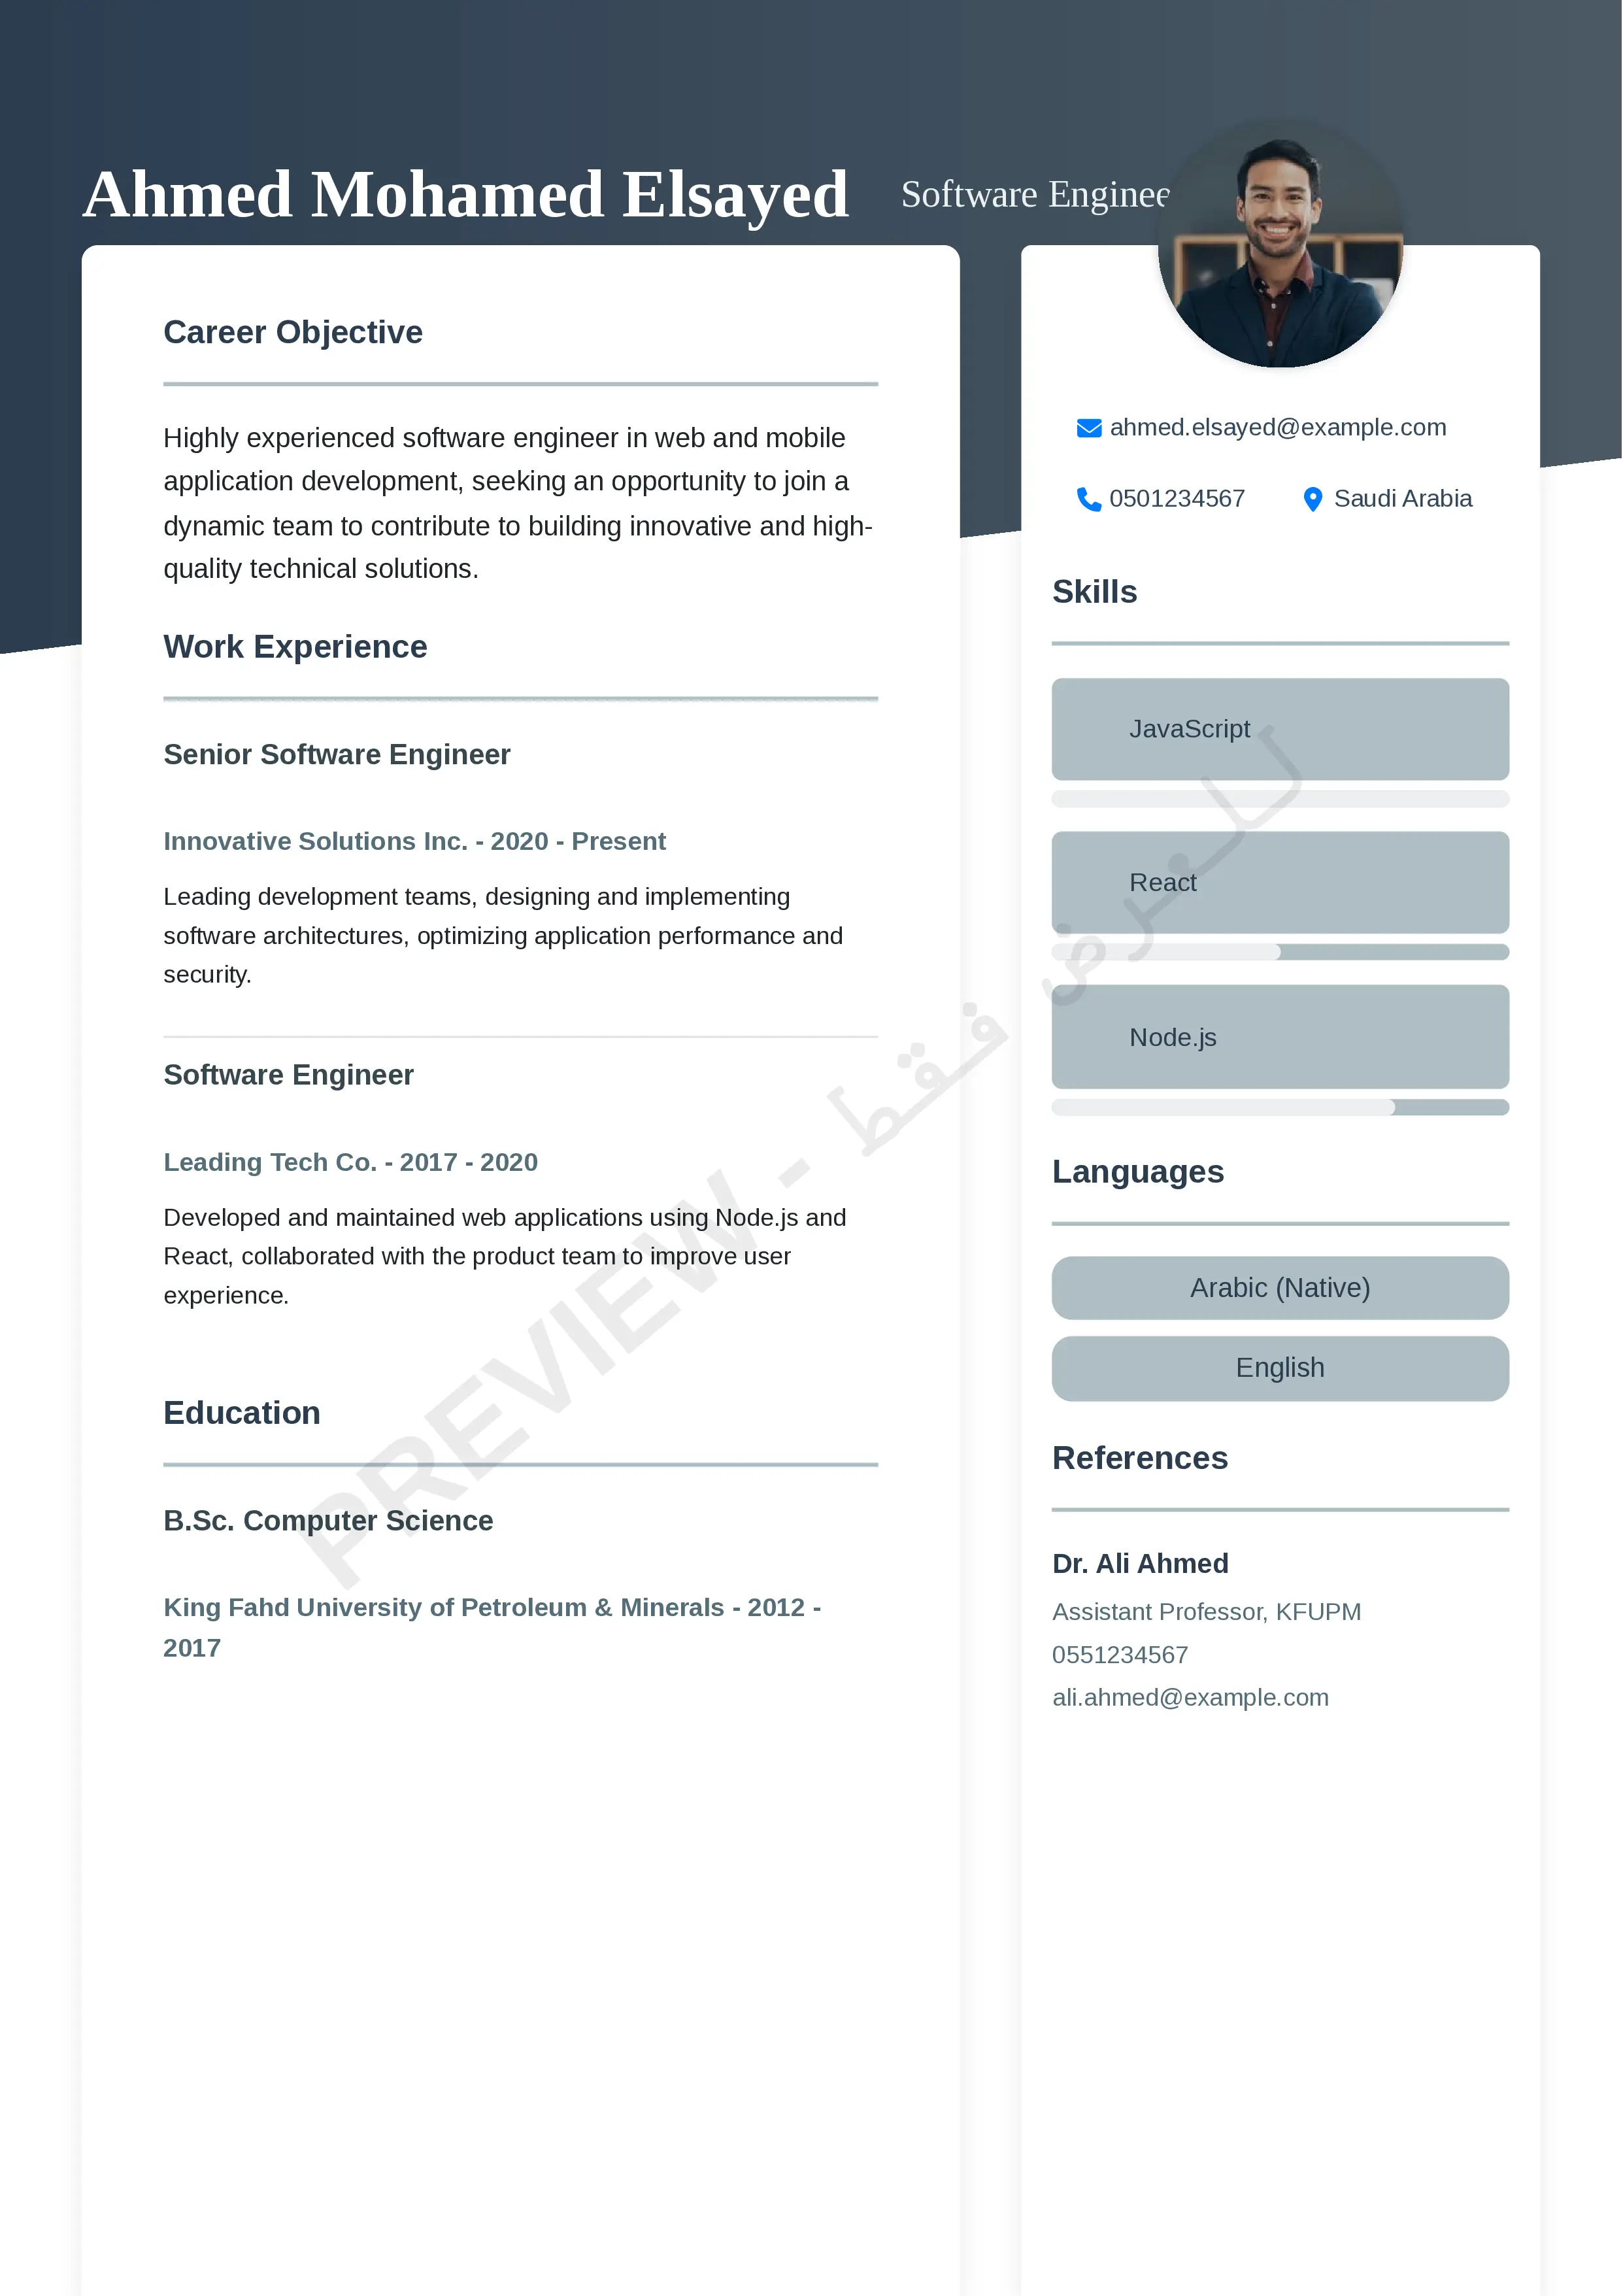 Ahmed Mohamed Elsayed
Software Enginee
Career Objective
Highly experienced software engineer in web and mobile
application development, seeking an opportunity to join a
dynamic team to contribute to building innovative and high-
quality technical solutions.
Work Experience
Senior Software Engineer
Innovative Solutions Inc. - 2020 - Present
Leading development teams, designing and implementing
software architectures, optimizing application performance and
security.
Software Engineer
Leading Tech Co. - 2017 - 2020
Developed and maintained web applications using Node.js and
React, collaborated with the product team to improve user
experience.
Education
B.Sc. Computer Science
King Fahd University of Petroleum & Minerals - 2012 -
2017
ahmed.elsayed@example.com
0501234567 Saudi Arabia
Skills
JavaScript
React
Node.js
Languages
Arabic (Native)
English
References
Dr. Ali Ahmed
Assistant Professor, KFUPM
0551234567
ali.ahmed@example.com
PREVIEW - للعرض فقط